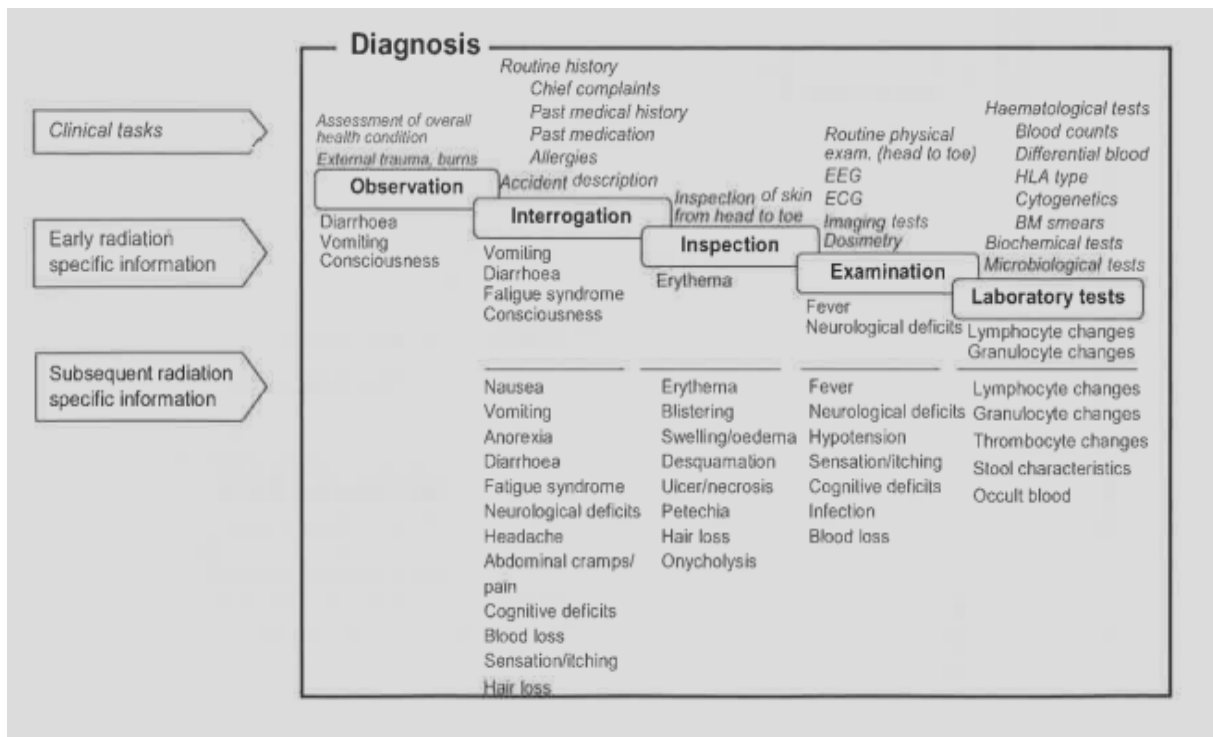 Diagnosis
Clinical tasks
Early radiation
specific information
Subsequent radiation
specific information
Assessment of overall
health condition
External trauma, burns
Observation
Diarrhoea
Vomiting
Consciousness
Routine history
Chief complaints
Past medical history
Past medication
Allergies
Accident description
Interrogation
Vomiting
Diarrhoea
Fatigue syndrome
Consciousness
Nausea
Vomiting
Anorexia
Diarrhoea
Fatigue syndrome
Neurological deficits
Headache
Abdominal cramps/
pain
Cognitive deficits
Blood loss
Sensation/itching
Hair loss
Inspection of skin
from head to toe
Inspection
Erythema
Erythema
Blistering
Swelling/oedema
Desquamation
Ulcer/necrosis
Petechia
Hair loss
Onycholysis
Routine physical
exam, (head to toe)
EEG
ECG
Imaging tests
Dosimetry
Examination
Fever
Neurological deficits
Fever
Neurological deficits
Hypotension
Sensation/itching
Cognitive deficits
Infection
Blood loss
Haematological tests
Blood counts
Differential blood
HLA type
Cytogenetics
BM smears
Biochemical tests
Microbiological tests
Laboratory tests
Lymphocyte changes
Granulocyte changes
Lymphocyte changes
Granulocyte changes
Thrombocyte changes
Stool characteristics
Occult blood